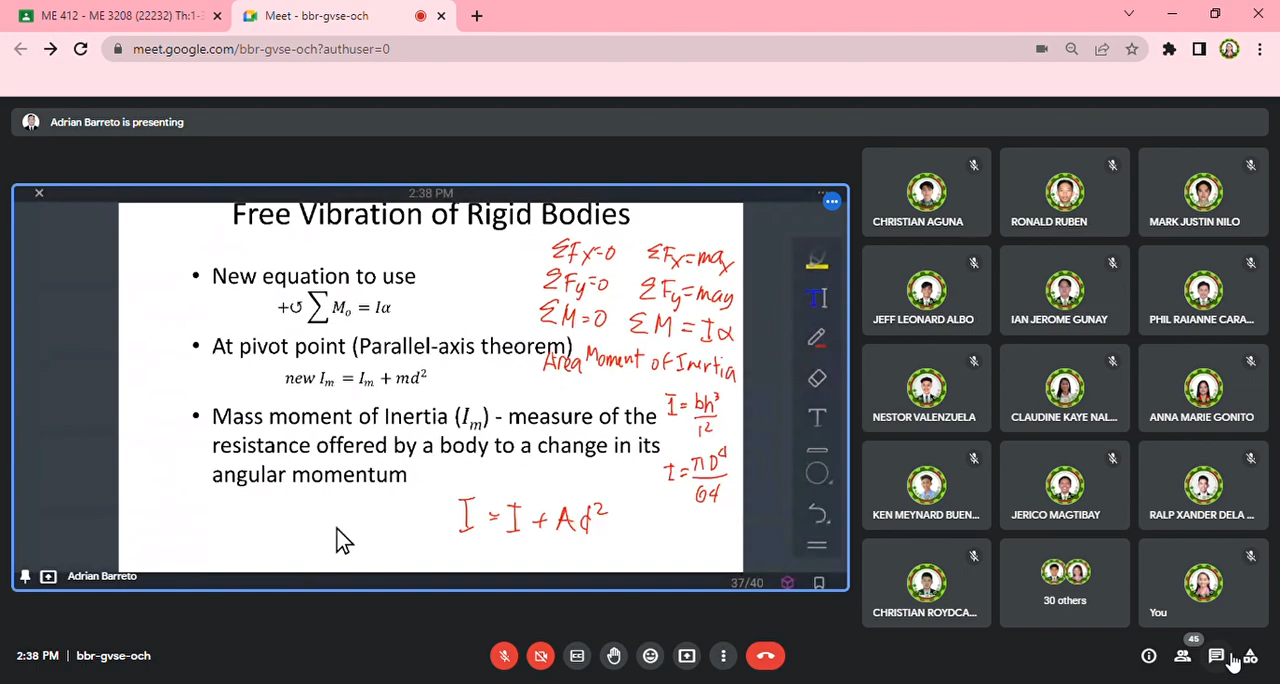 ME 412 - ME 3208 (22232) Th:1-3
Meet - bbr-gvse-och
meet.google.com/bbr-gvse-och?authuser=0
Adrian Barreto is presenting
2:38 PM
Free Vibration of Rigid Bodies
• New equation to use
+↺ ∑ Mₒ = Iα
• At pivot point (Parallel-axis theorem)
new Iₘ = Iₘ + md²
• Mass moment of Inertia (Iₘ) - measure of the
resistance offered by a body to a change in its
angular momentum
ΣFx=0 ΣFx=max
ΣFy=0 ΣFy=may
ΣM=0 ΣM = Iα
Area Moment of Inertia
I = bh³/12
I = πD⁴/64
I = I + Ad²
Adrian Barreto
37/40
CHRISTIAN AGUNA
RONALD RUBEN
MARK JUSTIN NILO
JEFF LEONARD ALBO
IAN JEROME GUNAY
PHIL RAIANNE CARA...
NESTOR VALENZUELA
CLAUDINE KAYE NAL...
ANNA MARIE GONITO
KEN MEYNARD BUEN...
JERICO MAGTIBAY
RALPH XANDER DELA ...
CHRISTIAN ROYDCA...
30 others
You
2:38 PM | bbr-gvse-och
45